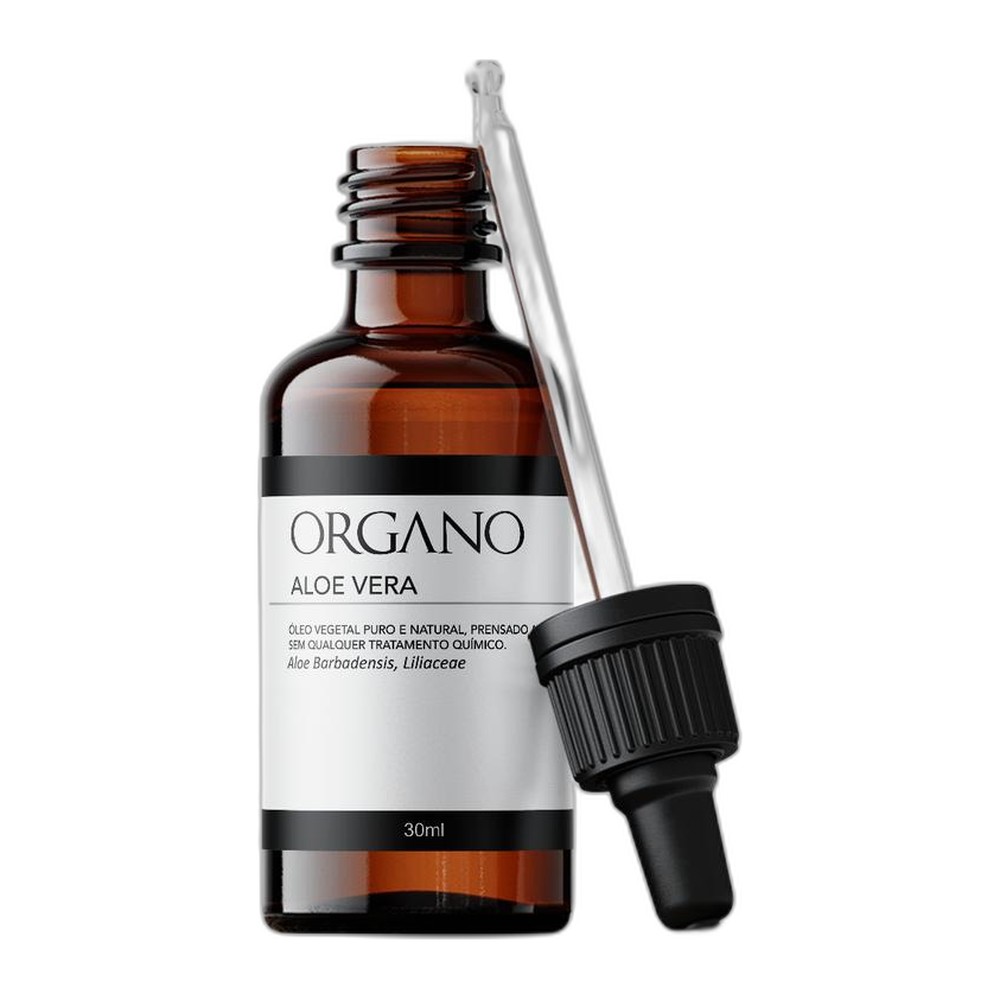 ORGANO
ALOE VERA
ÓLEO VEGETAL PURO E NATURAL, PRENSADO
SEM QUALQUER TRATAMENTO QUÍMICO.
Aloe Barbadensis, Liliaceae
30ml